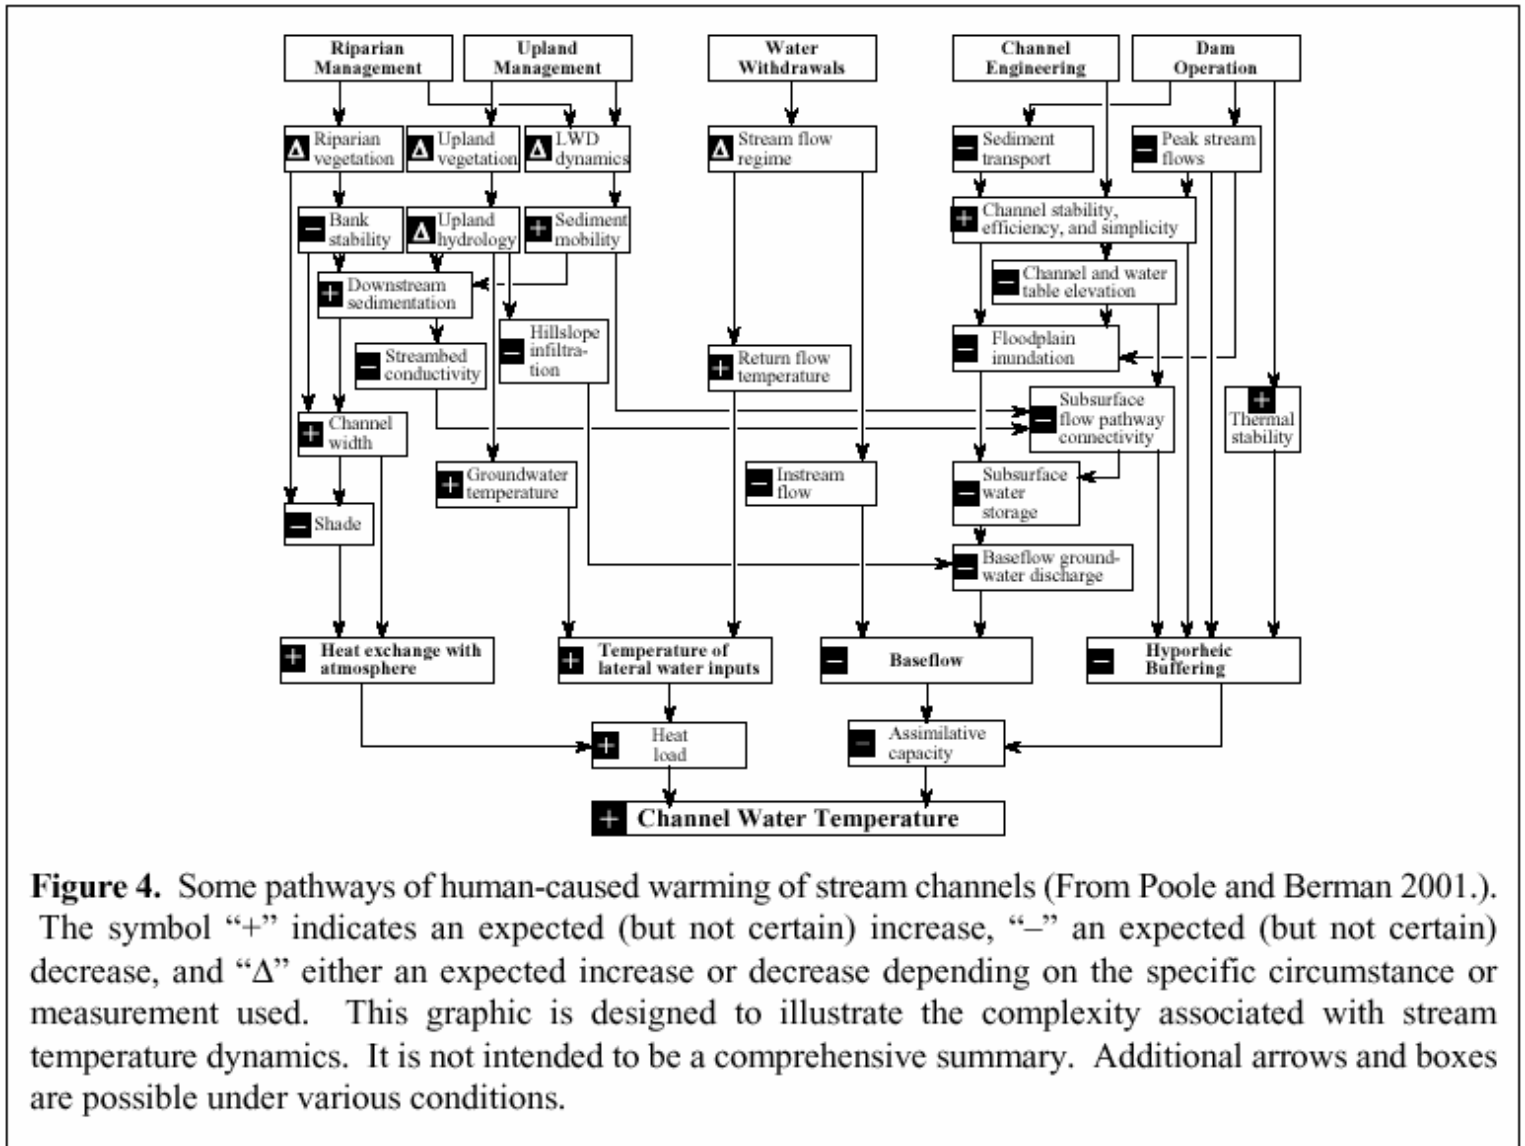 Riparian
Management
Upland
Management
Water
Withdrawals
Channel
Engineering
Dam
Operation
Δ Riparian
vegetation
Δ Upland
vegetation
Δ LWD
dynamics
Δ Stream flow
regime
– Sediment
transport
– Peak stream
flows
– Bank
stability
Δ Upland
hydrology
+ Sediment
mobility
+ Channel stability,
efficiency, and simplicity
+ Downstream
sedimentation
– Channel and water
table elevation
– Hillslope
infiltra-
tion
– Streambed
conductivity
+ Return flow
temperature
– Floodplain
inundation
– Subsurface
flow pathway
connectivity
+
Thermal
stability
+ Channel
width
+ Groundwater
temperature
– Instream
flow
– Subsurface
water
storage
– Shade
– Baseflow ground-
water discharge
+ Heat exchange with
atmosphere
+ Temperature of
lateral water inputs
– Baseflow
– Hyporheic
Buffering
+ Heat
load
– Assimilative
capacity
+ Channel Water Temperature
Figure 4. Some pathways of human-caused warming of stream channels (From Poole and Berman 2001.).
The symbol “+” indicates an expected (but not certain) increase, “–” an expected (but not certain)
decrease, and “Δ” either an expected increase or decrease depending on the specific circumstance or
measurement used. This graphic is designed to illustrate the complexity associated with stream
temperature dynamics. It is not intended to be a comprehensive summary. Additional arrows and boxes
are possible under various conditions.